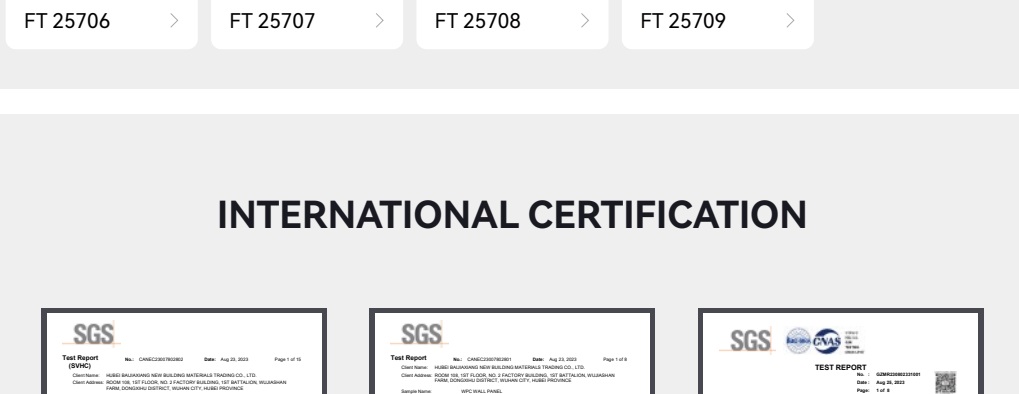 FT 25706
FT 25707
FT 25708
FT 25709
INTERNATIONAL CERTIFICATION
SGS
Test Report
(SVHC)
No.: CANEC23007802802 Date: Aug 23, 2023 Page 1 of 15
Client Name: HUBEI BAIJIAXIANG NEW BUILDING MATERIALS TRADING CO., LTD.
Client Address: ROOM 108, 1ST FLOOR, NO. 2 FACTORY BUILDING, 1ST BATTALION, WUJIASHAN
FARM, DONGXIHU DISTRICT, WUHAN CITY, HUBEI PROVINCE
SGS
Test Report No.: CANEC23007802801 Date: Aug 23, 2023 Page 1 of 8
Client Name: HUBEI BAIJIAXIANG NEW BUILDING MATERIALS TRADING CO., LTD.
Client Address: ROOM 108, 1ST FLOOR, NO. 2 FACTORY BUILDING, 1ST BATTALION, WUJIASHAN
FARM, DONGXIHU DISTRICT, WUHAN CITY, HUBEI PROVINCE
Sample Name: WPC WALL PANEL
SGS
CNAS
TEST REPORT
No. : GZMR230802331001
Date : Aug 25, 2023
Page: 1 of 8